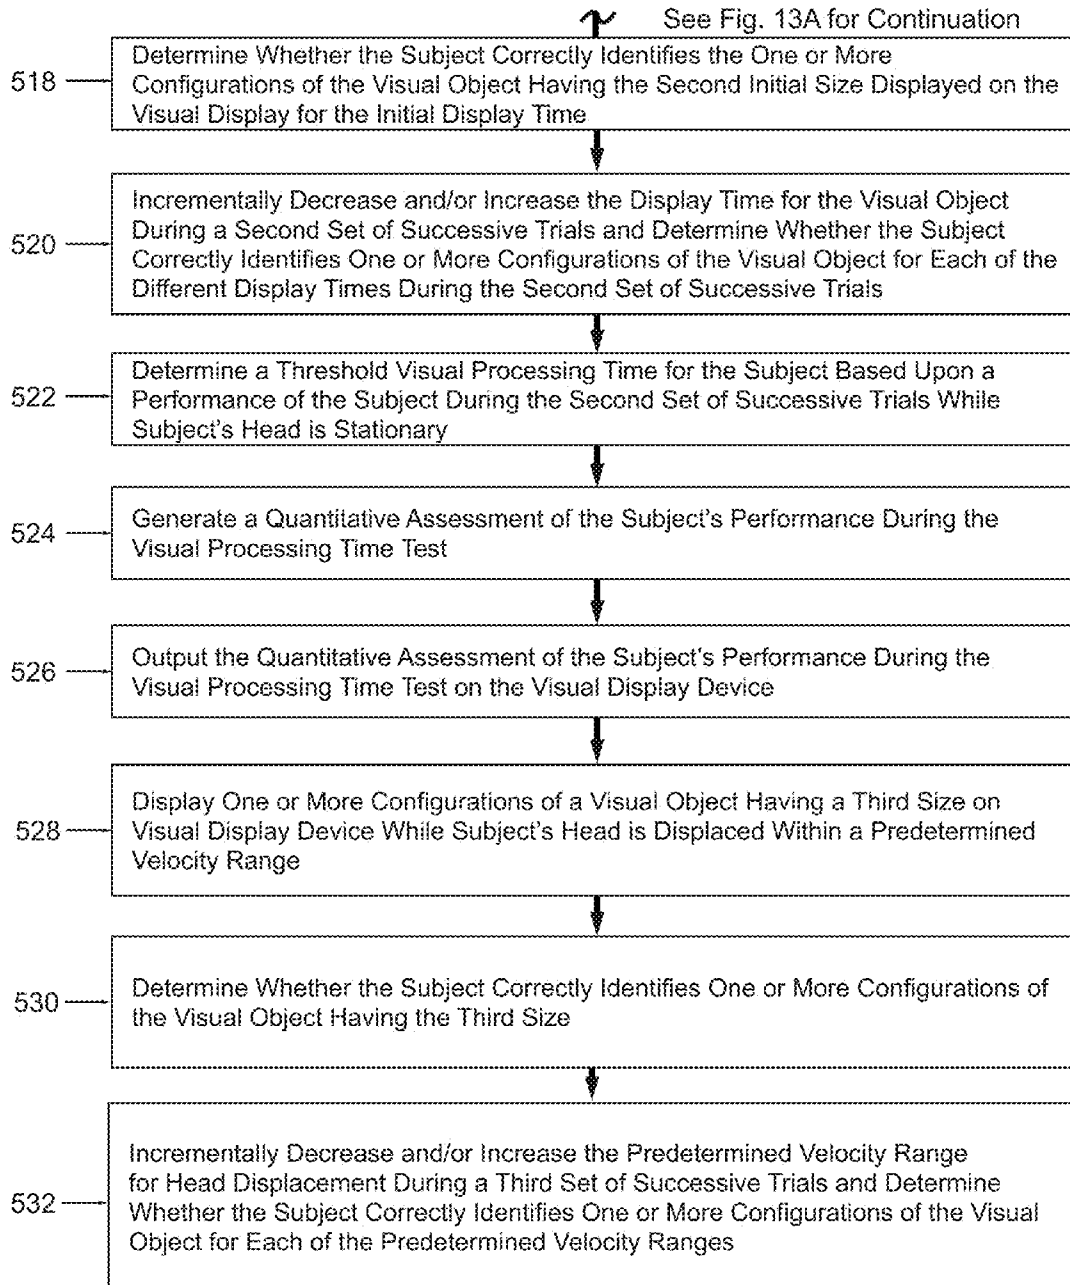 See Fig. 13A for Continuation
518
Determine Whether the Subject Correctly Identifies the One or More
Configurations of the Visual Object Having the Second Initial Size Displayed on the
Visual Display for the Initial Display Time
520
Incrementally Decrease and/or Increase the Display Time for the Visual Object
During a Second Set of Successive Trials and Determine Whether the Subject
Correctly Identifies One or More Configurations of the Visual Object for Each of the
Different Display Times During the Second Set of Successive Trials
522
Determine a Threshold Visual Processing Time for the Subject Based Upon a
Performance of the Subject During the Second Set of Successive Trials While
Subject's Head is Stationary
524
Generate a Quantitative Assessment of the Subject's Performance During the
Visual Processing Time Test
526
Output the Quantitative Assessment of the Subject's Performance During the
Visual Processing Time Test on the Visual Display Device
528
Display One or More Configurations of a Visual Object Having a Third Size on
Visual Display Device While Subject's Head is Displaced Within a Predetermined
Velocity Range
530
Determine Whether the Subject Correctly Identifies One or More Configurations of
the Visual Object Having the Third Size
532
Incrementally Decrease and/or Increase the Predetermined Velocity Range
for Head Displacement During a Third Set of Successive Trials and Determine
Whether the Subject Correctly Identifies One or More Configurations of the Visual
Object for Each of the Predetermined Velocity Ranges